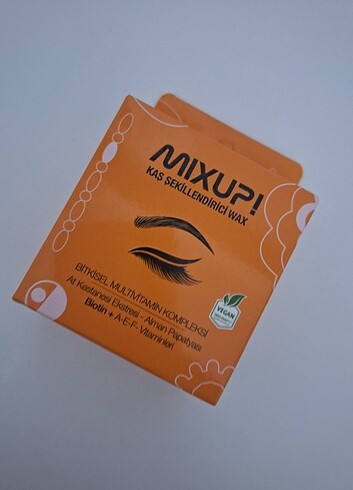 MIXUP!
KAŞ ŞEKİLLENDİRİCİ WAX
BİTKİSEL MULTİVİTAMİN KOMPLEKSİ
At Kestanesi Ekstresi - Alman Papatyası
Biotin + A-E-F- Vitaminleri
VEGAN